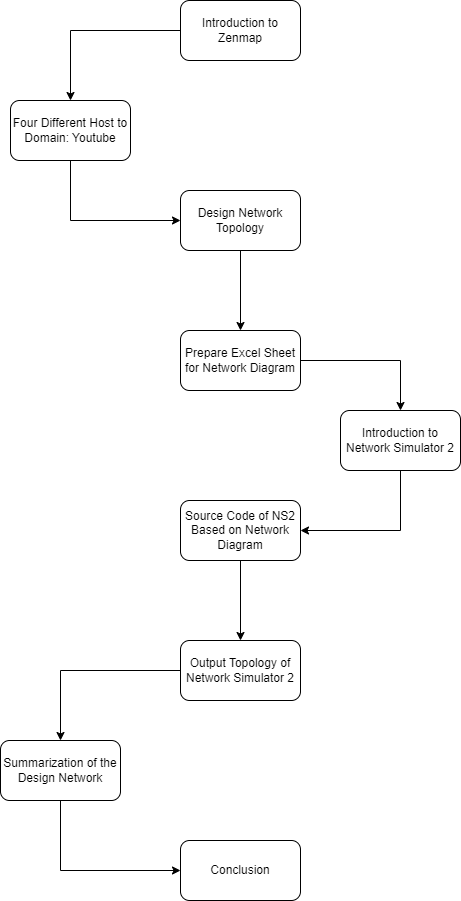 Introduction to
Zenmap
Four Different Host to
Domain: Youtube
Design Network
Topology
Prepare Excel Sheet
for Network Diagram
Introduction to
Network Simulator 2
Source Code of NS2
Based on Network
Diagram
Output Topology of
Network Simulator 2
Summarization of the
Design Network
Conclusion